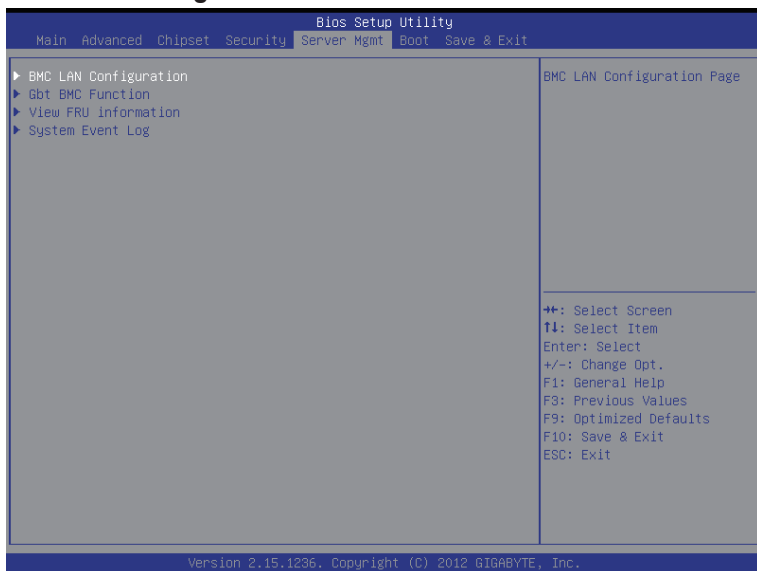 Bios Setup Utility
Main Advanced Chipset Security Server Mgmt Boot Save & Exit
▶ BMC LAN Configuration
▶ Gbt BMC Function
▶ View FRU information
▶ System Event Log
BMC LAN Configuration Page
→←: Select Screen
↑↓: Select Item
Enter: Select
+/-: Change Opt.
F1: General Help
F3: Previous Values
F9: Optimized Defaults
F10: Save & Exit
ESC: Exit
Version 2.15.1236. Copyright (C) 2012 GIGABYTE, Inc.